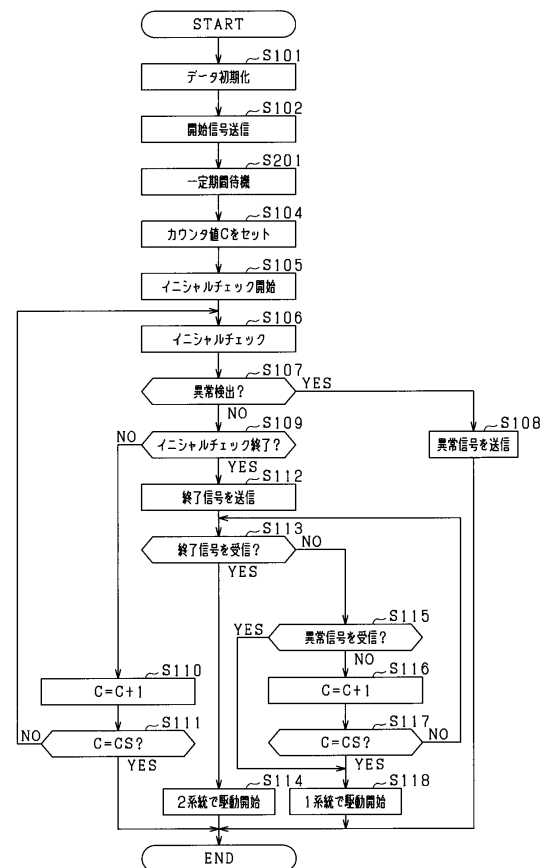 START
S101
データ初期化
S102
開始信号送信
S201
一定期間待機
S104
カウンタ値Cをセット
S105
イニシャルチェック開始
S106
イニシャルチェック
S107
異常検出?
YES
NO
S108
異常信号を送信
S109
イニシャルチェック終了?
NO
YES
S112
終了信号を送信
S113
終了信号を受信?
NO
YES
S115
異常信号を受信?
YES
NO
S110
C=C+1
S116
C=C+1
S111
C=CS?
NO
YES
S117
C=CS?
NO
YES
S114
2系統で駆動開始
S118
1系統で駆動開始
END